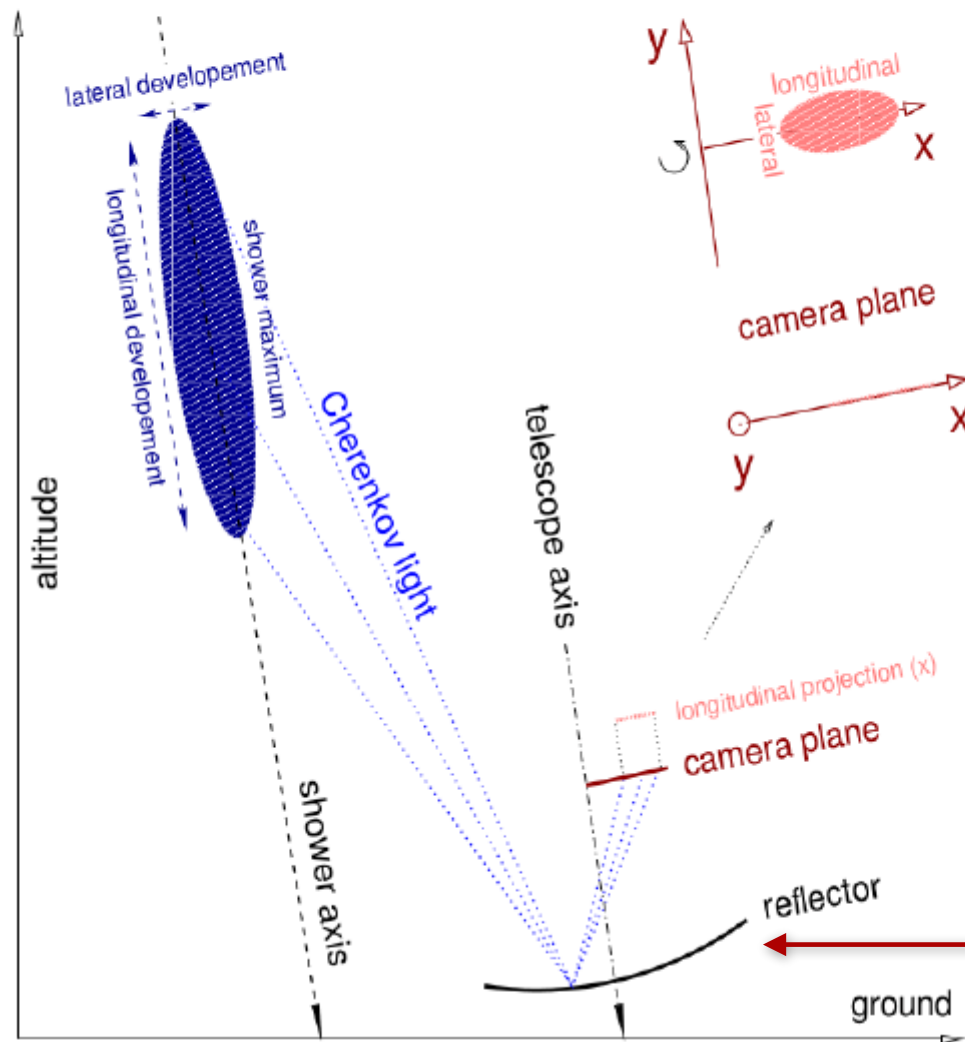 lateral developement
longitudinal developement
shower maximum
Cherenkov light
altitude
shower axis
telescope axis
y
longitudinal
lateral
x
camera plane
x
y
longitudinal projection (x)
camera plane
reflector
ground